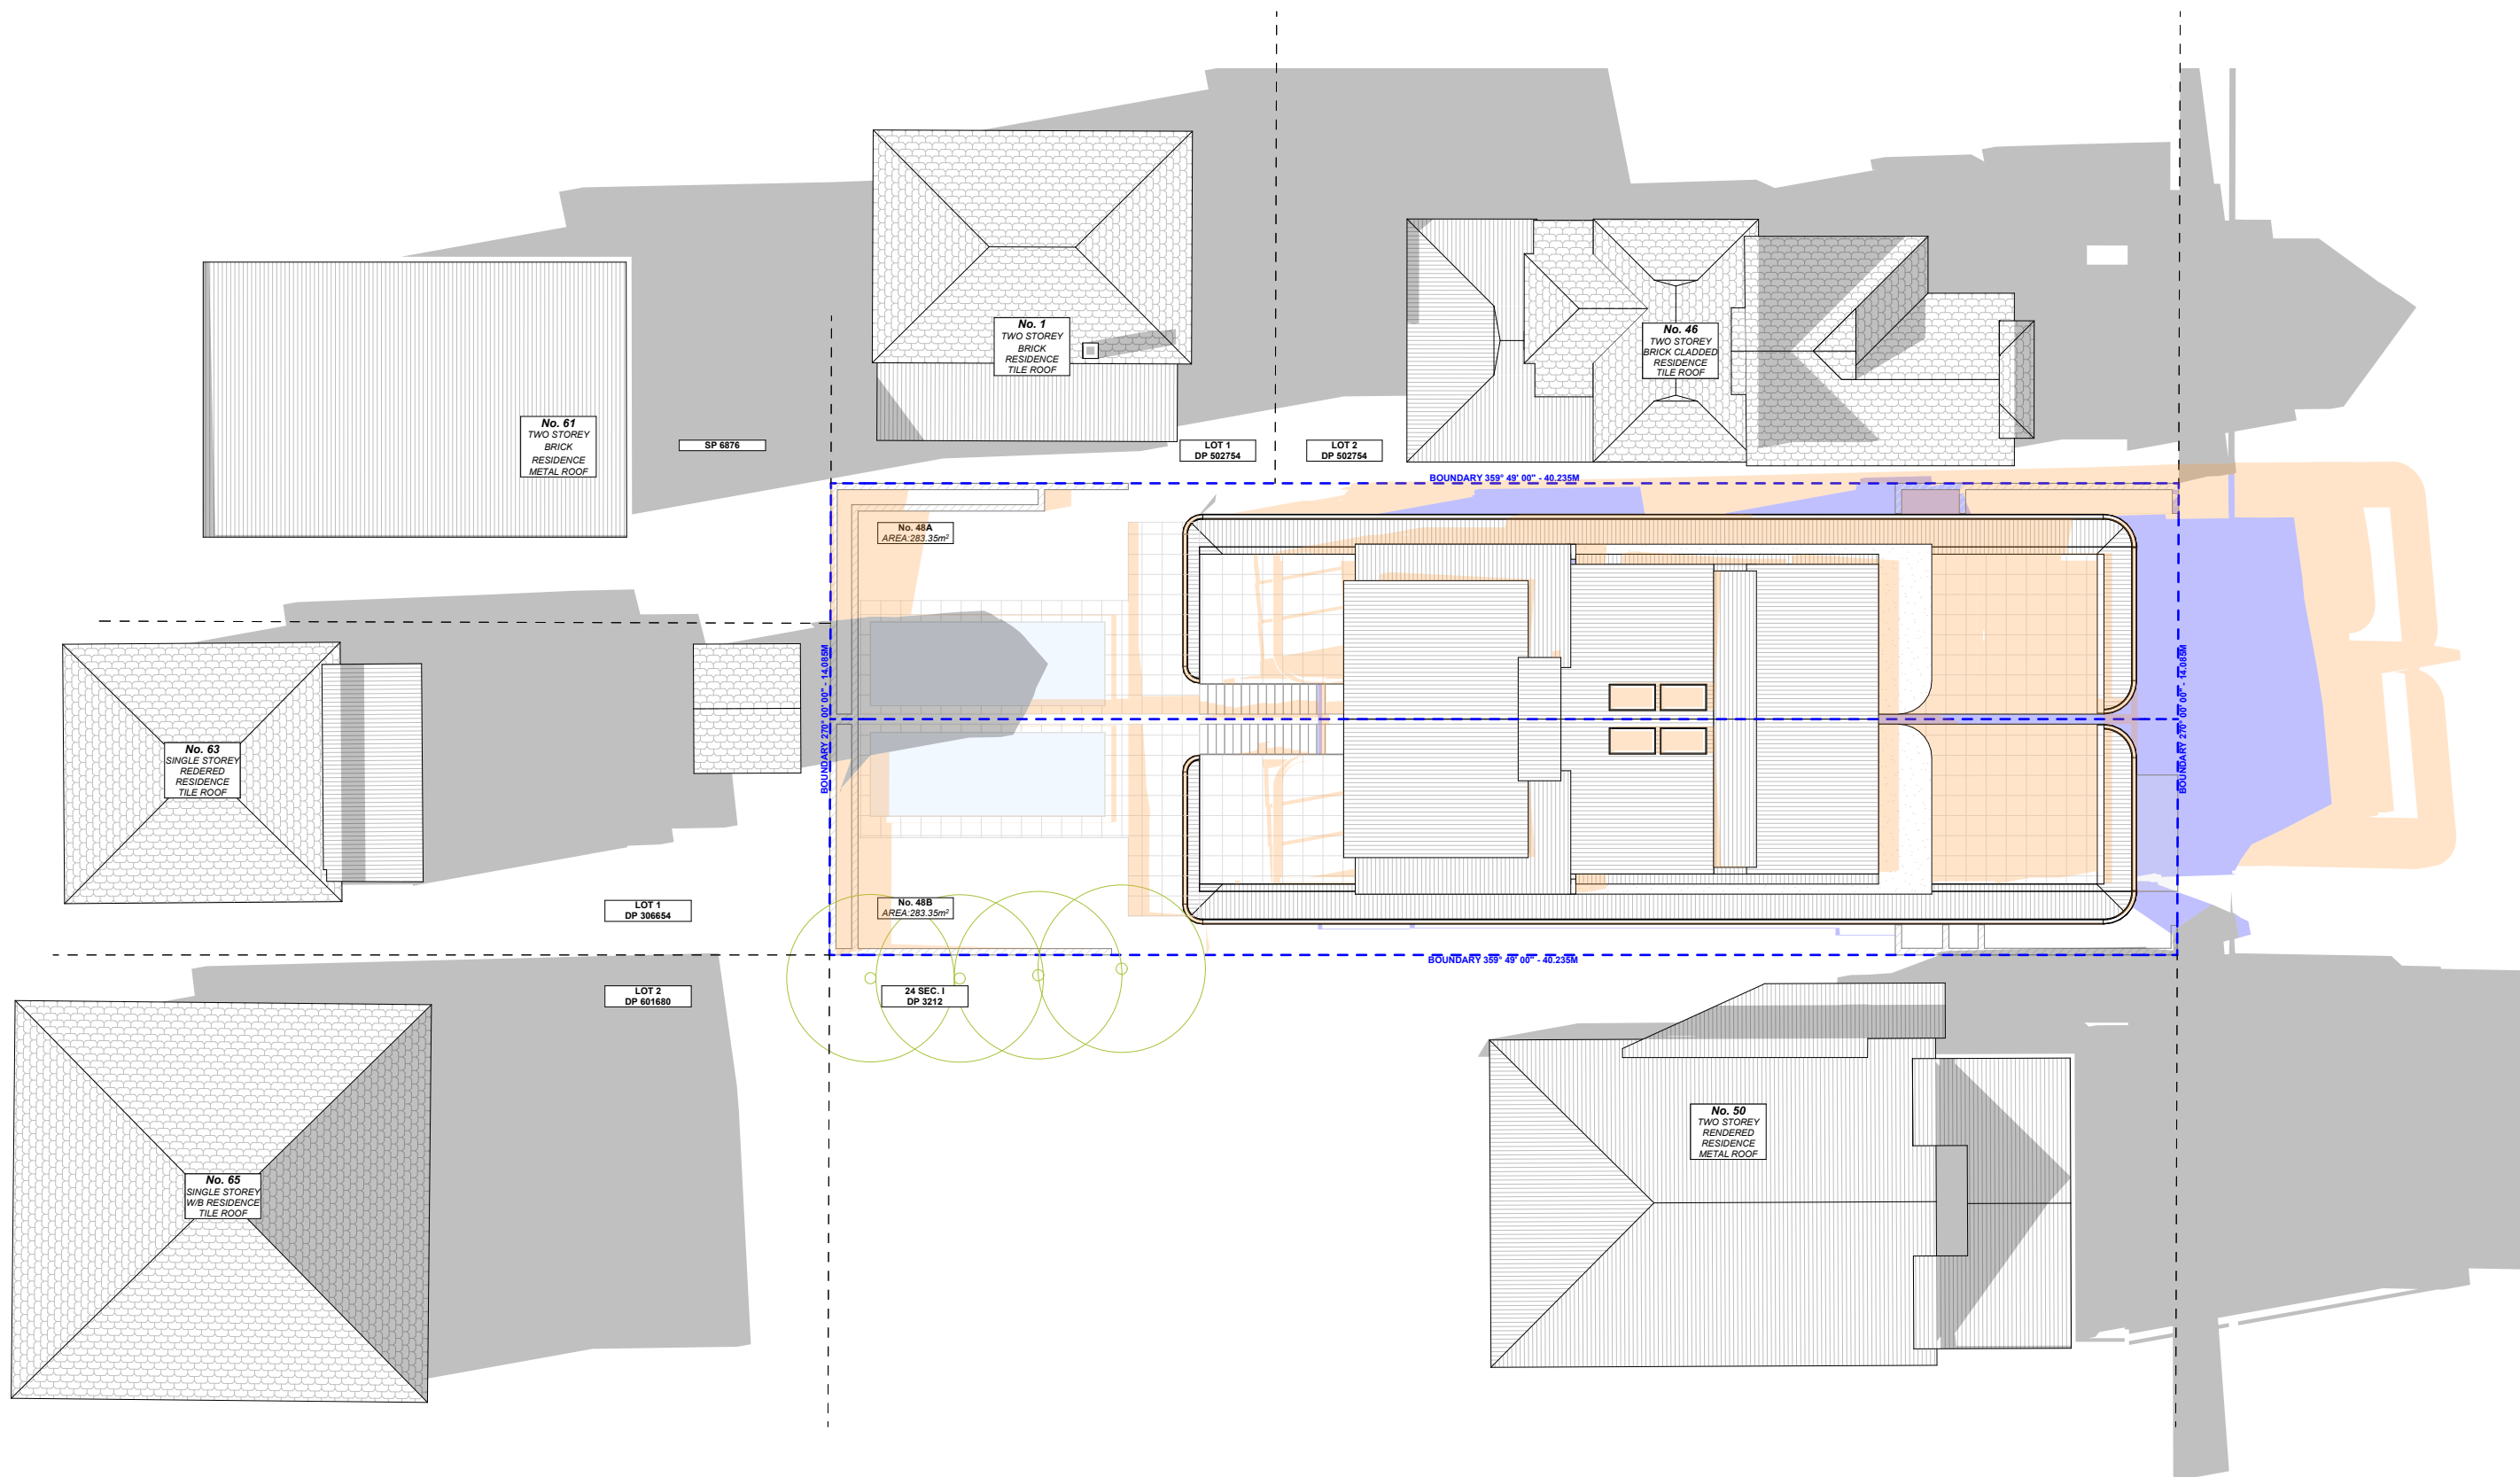 No. 1
TWO STOREY
BRICK
RESIDENCE
TILE ROOF
No. 46
TWO STOREY
BRICK CLADDED
RESIDENCE
TILE ROOF
No. 61
TWO STOREY
BRICK
RESIDENCE
METAL ROOF
SP 6876
LOT 1
DP 502754
LOT 2
DP 502754
BOUNDARY 359° 49' 00" - 40.235M
No. 48A
AREA:283.35m²
BOUNDARY 270° 00' 00" - 14.085M
BOUNDARY 270° 00' 00" - 14.085M
No. 63
SINGLE STOREY
REDERED
RESIDENCE
TILE ROOF
LOT 1
DP 306654
No. 48B
AREA:283.35m²
BOUNDARY 359° 49' 00" - 40.235M
LOT 2
DP 601680
24 SEC. I
DP 3212
No. 50
TWO STOREY
RENDERED
RESIDENCE
METAL ROOF
No. 65
SINGLE STOREY
W/B RESIDENCE
TILE ROOF